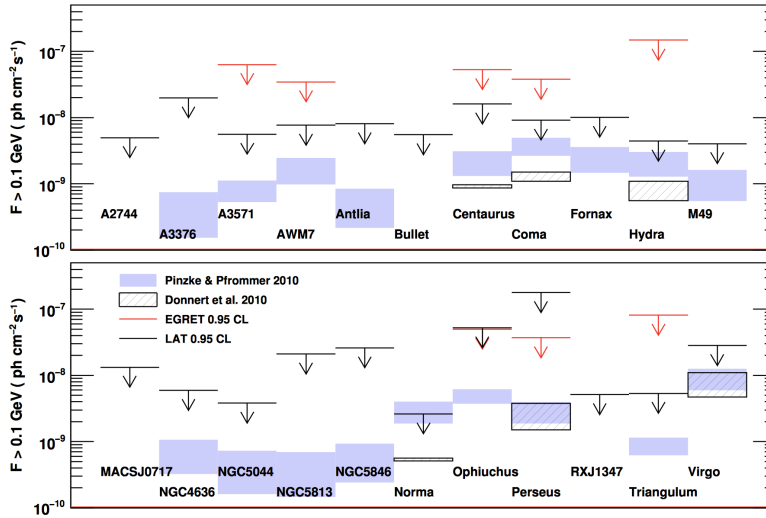 F > 0.1 GeV ( ph cm⁻² s⁻¹)
10⁻⁷
10⁻⁸
10⁻⁹
10⁻¹⁰
A2744 A3571 Antlia Centaurus Fornax M49
A3376 AWM7 Bullet Coma Hydra
F > 0.1 GeV ( ph cm⁻² s⁻¹)
10⁻⁷
10⁻⁸
10⁻⁹
10⁻¹⁰
Pinzke & Pfrommer 2010
Donnert et al. 2010
EGRET 0.95 CL
LAT 0.95 CL
MACSJ0717 NGC5044 NGC5846 Ophiuchus RXJ1347 Virgo
NGC4636 NGC5813 Norma Perseus Triangulum